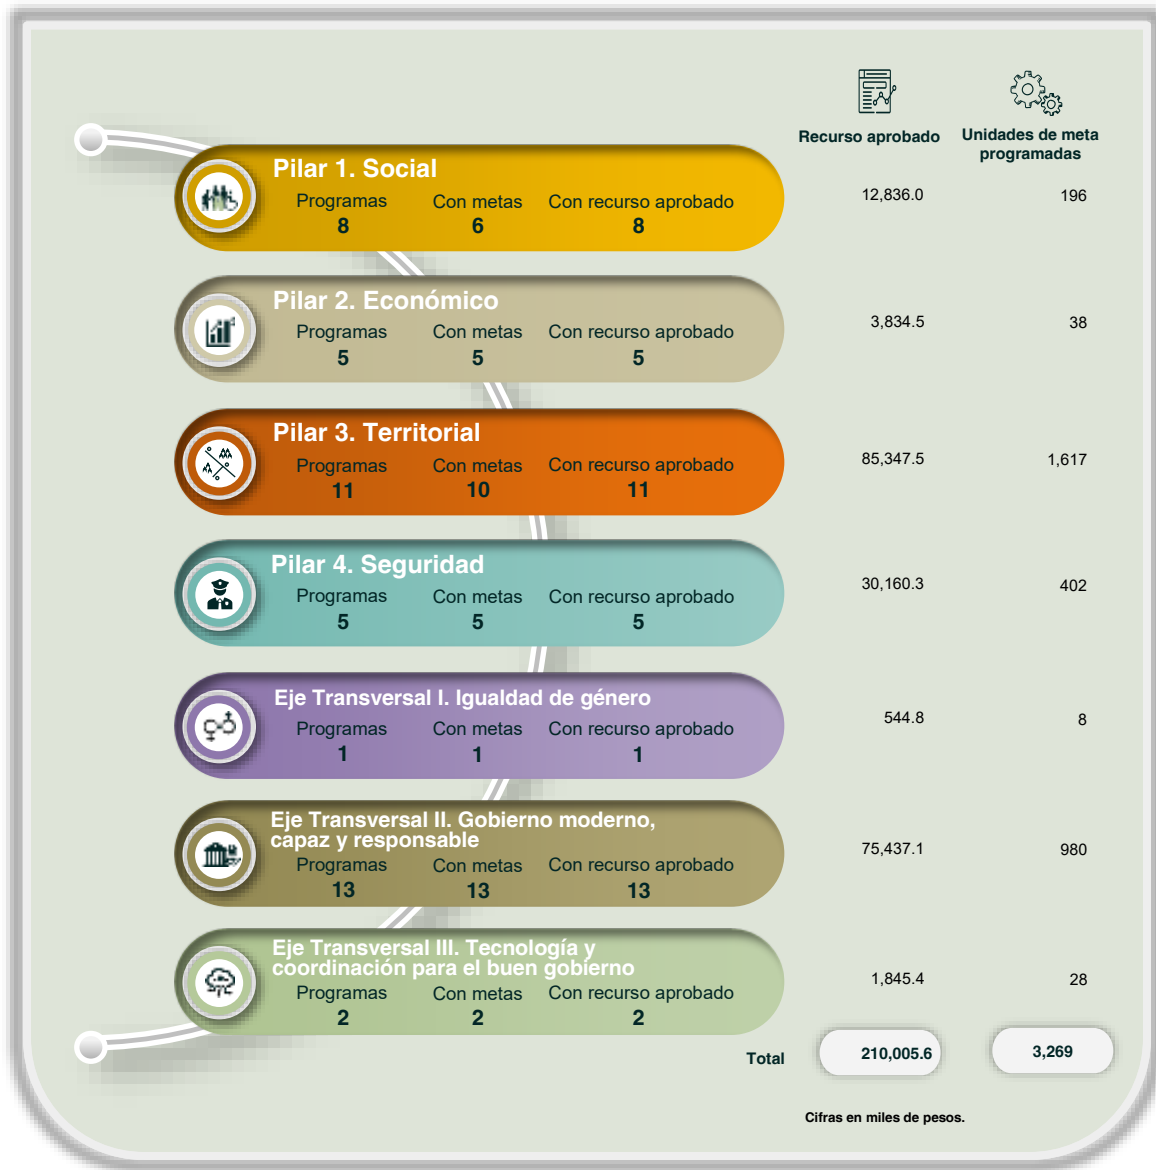 Recurso aprobado
Unidades de meta
programadas
Pilar 1. Social
Programas Con metas Con recurso aprobado
8 6 8
12,836.0 196
Pilar 2. Económico
Programas Con metas Con recurso aprobado
5 5 5
3,834.5 38
Pilar 3. Territorial
Programas Con metas Con recurso aprobado
11 10 11
85,347.5 1,617
Pilar 4. Seguridad
Programas Con metas Con recurso aprobado
5 5 5
30,160.3 402
Eje Transversal I. Igualdad de género
Programas Con metas Con recurso aprobado
1 1 1
544.8 8
Eje Transversal II. Gobierno moderno,
capaz y responsable
Programas Con metas Con recurso aprobado
13 13 13
75,437.1 980
Eje Transversal III. Tecnología y
coordinación para el buen gobierno
Programas Con metas Con recurso aprobado
2 2 2
1,845.4 28
Total 210,005.6 3,269
Cifras en miles de pesos.